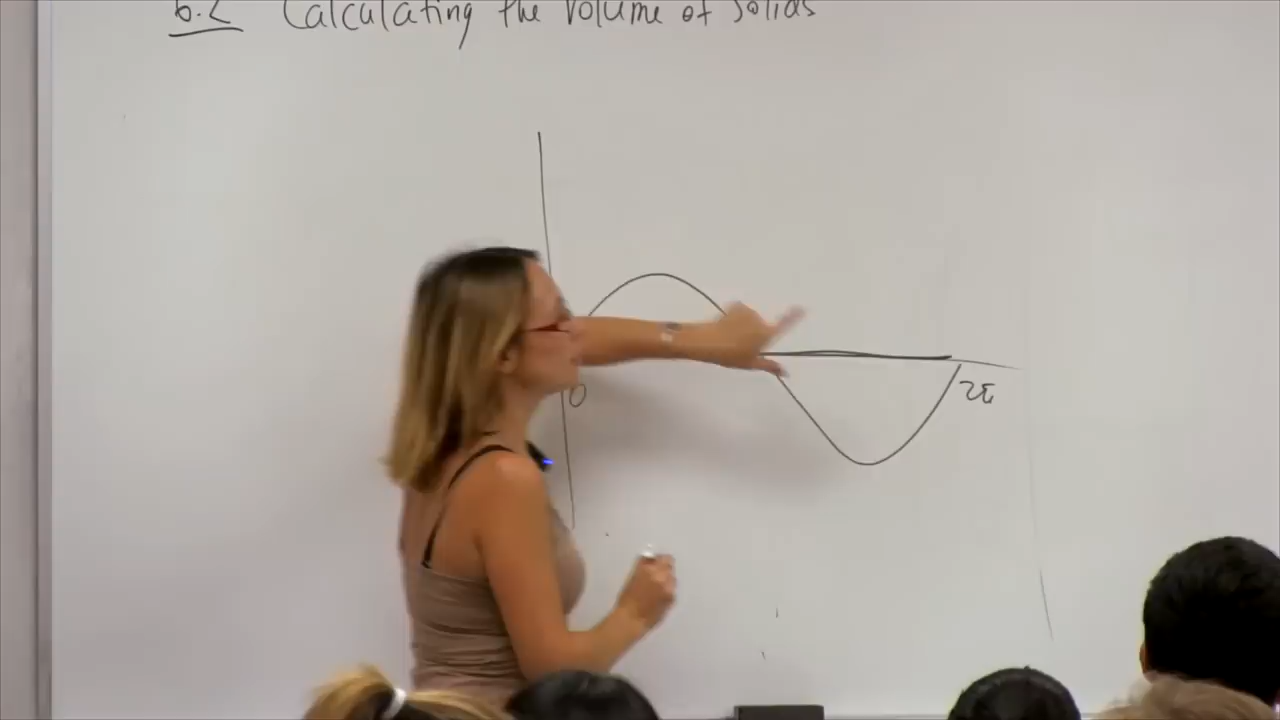 6.2 Calculating the Volume of Solids
0
2π